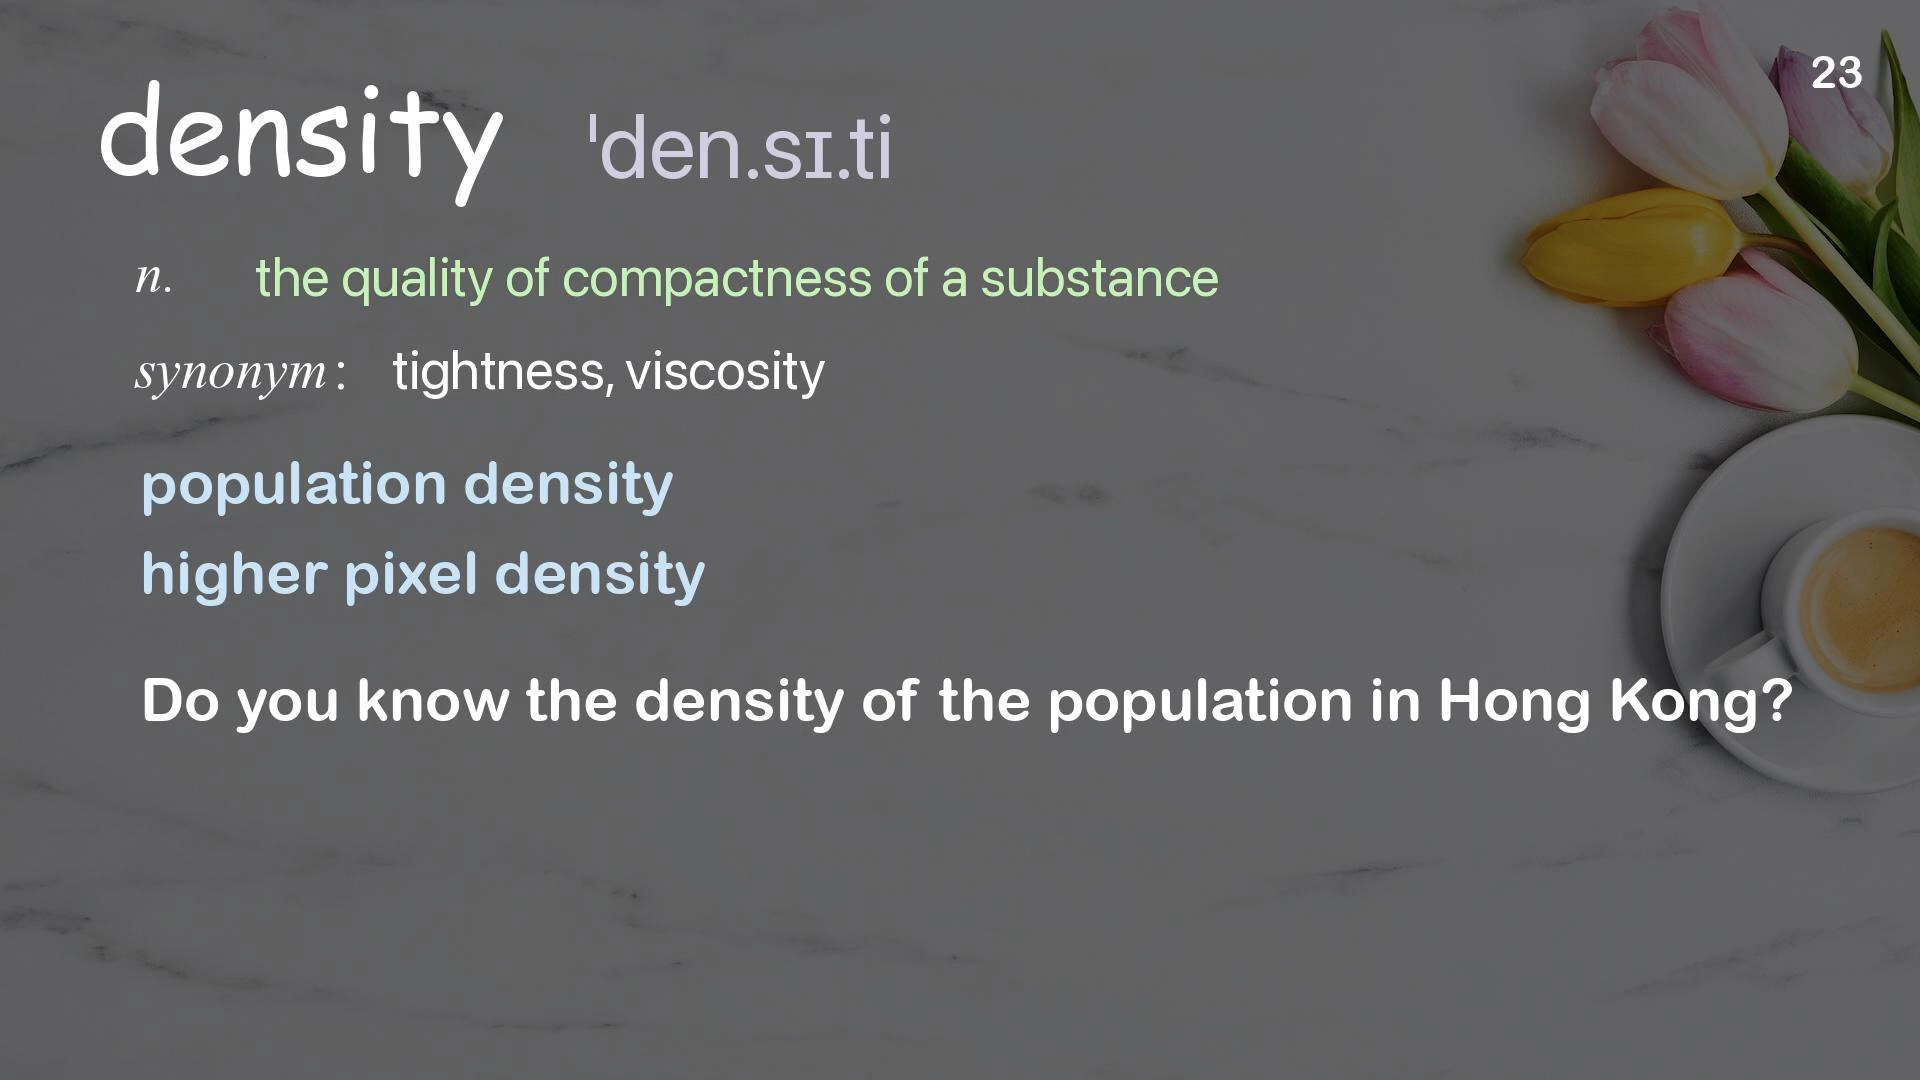 23
density ˈden.sɪ.ti
n. the quality of compactness of a substance
synonym: tightness, viscosity
population density
higher pixel density
Do you know the density of the population in Hong Kong?